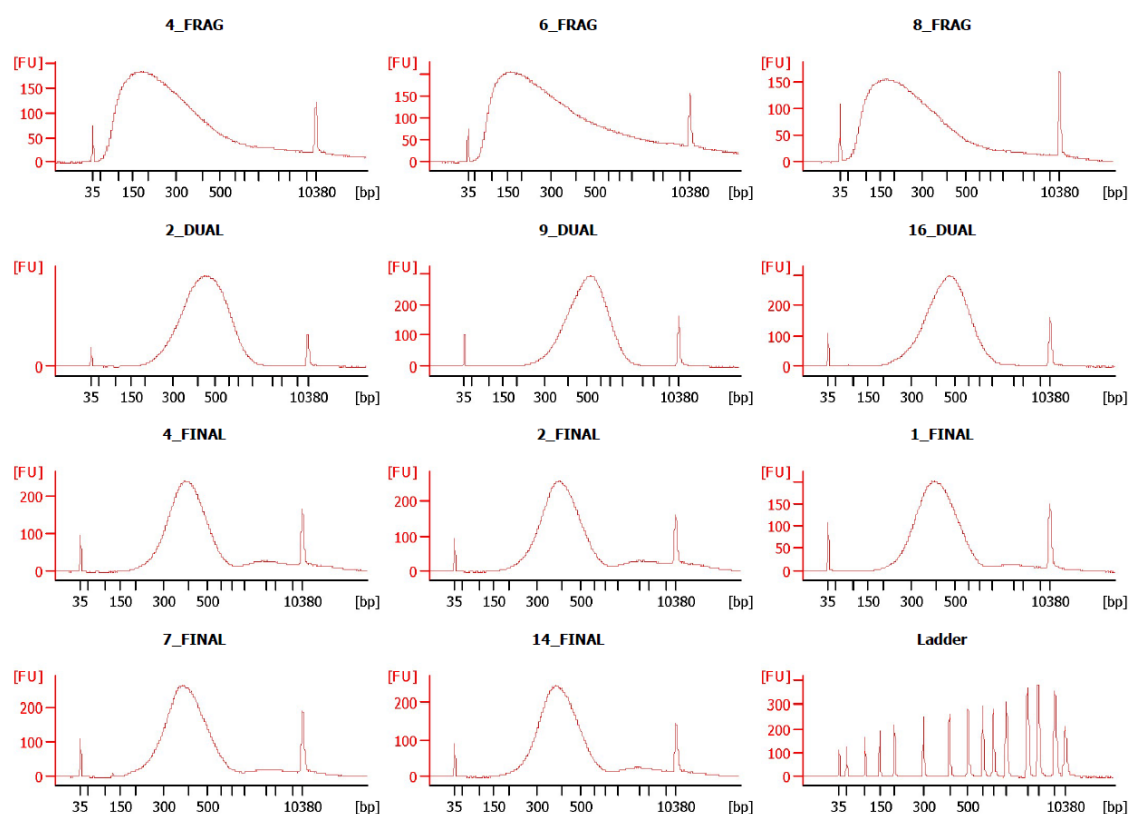 4_FRAG 6_FRAG 8_FRAG
[FU] [FU] [FU]
150 150 150
100 100 100
50 50 50
0 0 0
35 150 300 500 10380 [bp] 35 150 300 500 10380 [bp] 35 150 300 500 10380 [bp]
2_DUAL 9_DUAL 16_DUAL
[FU] [FU] [FU]
200 200
100 100
0 0 0
35 150 300 500 10380 [bp] 35 150 300 500 10380 [bp] 35 150 300 500 10380 [bp]
4_FINAL 2_FINAL 1_FINAL
[FU] [FU] [FU]
200 200 150
100 100 100
50
0 0 0
35 150 300 500 10380 [bp] 35 150 300 500 10380 [bp] 35 150 300 500 10380 [bp]
7_FINAL 14_FINAL Ladder
[FU] [FU] [FU]
200 200 300
100 100 200
100
0 0 0
35 150 300 500 10380 [bp] 35 150 300 500 10380 [bp] 35 150 300 500 10380 [bp]